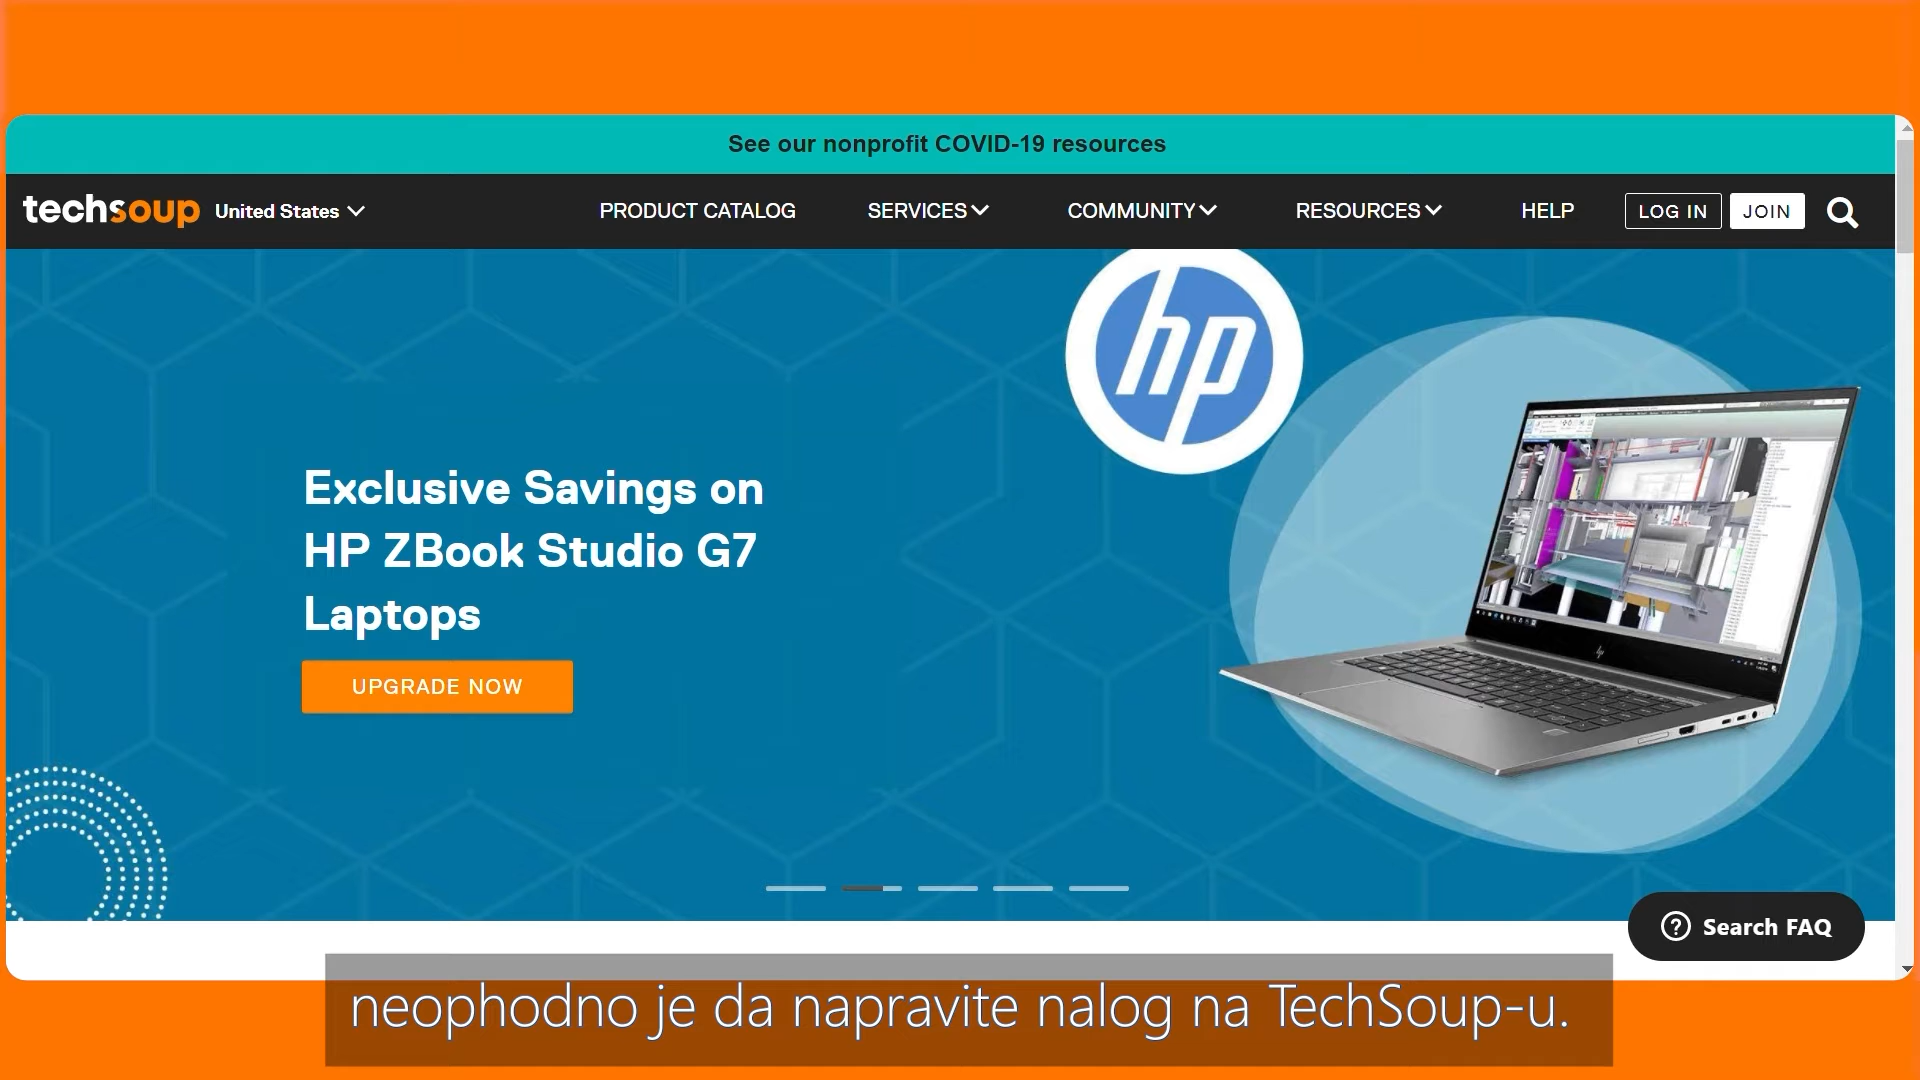 See our nonprofit COVID-19 resources
techsoup United States PRODUCT CATALOG SERVICES COMMUNITY RESOURCES HELP LOG IN JOIN
hp
Exclusive Savings on
HP ZBook Studio G7
Laptops
UPGRADE NOW
? Search FAQ
neophodno je da napravite nalog na TechSoup-u.